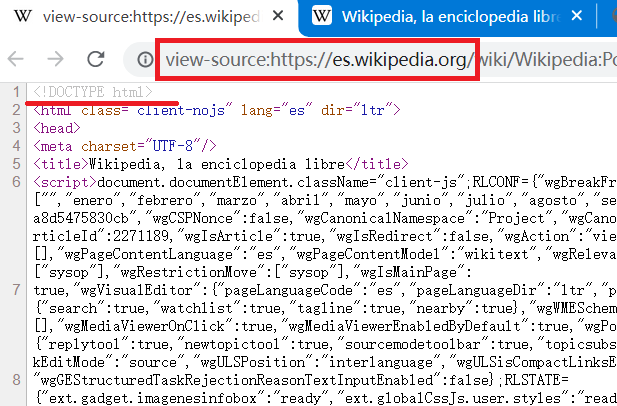 view-source:https://es.wikiped
Wikipedia, la enciclopedia libre
view-source:https://es.wikipedia.org/wiki/Wikipedia:Po
1 <!DOCTYPE html>
2 <html class="client-nojs" lang="es" dir="ltr">
3 <head>
4 <meta charset="UTF-8"/>
5 <title>Wikipedia, la enciclopedia libre</title>
6 <script>document.documentElement.className="client-js";RLCONF={"wgBreakFr
["","enero","febrero","marzo","abril","mayo","junio","julio","agosto","se
a8d5475830cb","wgCSPNonce":false,"wgCanonicalNamespace":"Project","wgCano
rticleId":2271189,"wgIsArticle":true,"wgIsRedirect":false,"wgAction":"vie
[],"wgPageContentLanguage":"es","wgPageContentModel":"wikitext","wgReleva
["sysop"],"wgRestrictionMove":["sysop"],"wgIsMainPage":
7 true,"wgVisualEditor":{"pageLanguageCode":"es","pageLanguageDir":"ltr","p
{"search":true,"watchlist":true,"tagline":true,"nearby":true},"wgWMESchem
[],"wgMediaViewerOnClick":true,"wgMediaViewerEnabledByDefault":true,"wgPo
{"replytool":true,"newtopictool":true,"sourcemodetoolbar":true,"topicsubs
kEditMode":"source","wgULSPosition":"interlanguage","wgULSisCompactLinksE
8 "wgGEStructuredTaskRejectionReasonTextInputEnabled":false};RLSTATE=
{"ext.gadget.imagenesinfobox":"ready","ext.globalCssJs.user.styles":"read